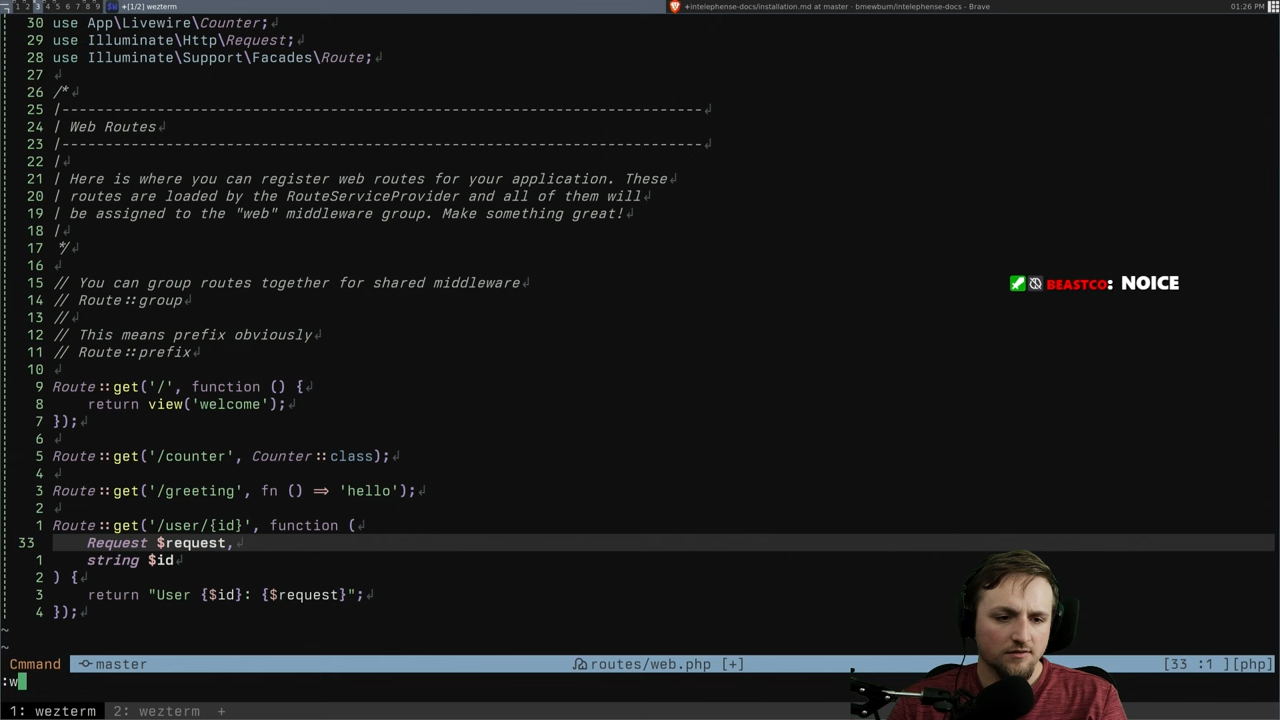 1 2 3 4 5 6 7 8 9 +[1/2] wezterm +intelephense-docs/installation.md at master · bmewburn/intelephense-docs - Brave 01:26 PM
30 use App\Livewire\Counter;
29 use Illuminate\Http\Request;
28 use Illuminate\Support\Facades\Route;
27
26 /*
25 |--------------------------------------------------------------------------
24 | Web Routes
23 |--------------------------------------------------------------------------
22 |
21 | Here is where you can register web routes for your application. These
20 | routes are loaded by the RouteServiceProvider and all of them will
19 | be assigned to the "web" middleware group. Make something great!
18 |
17 */
16
15 // You can group routes together for shared middleware
14 // Route::group
13 //
12 // This means prefix obviously
11 // Route::prefix
10
9 Route::get('/', function () {
8 return view('welcome');
7 });
6
5 Route::get('/counter', Counter::class);
4
3 Route::get('/greeting', fn () => 'hello');
2
1 Route::get('/user/{id}', function (
33 Request $request,
1 string $id
2 ) {
3 return "User {$id}: {$request}";
4 });
~
~
BEASTCO: NOICE
Cmmand master routes/web.php [+] [33 :1 ][php]
:w
1: wezterm 2: wezterm +